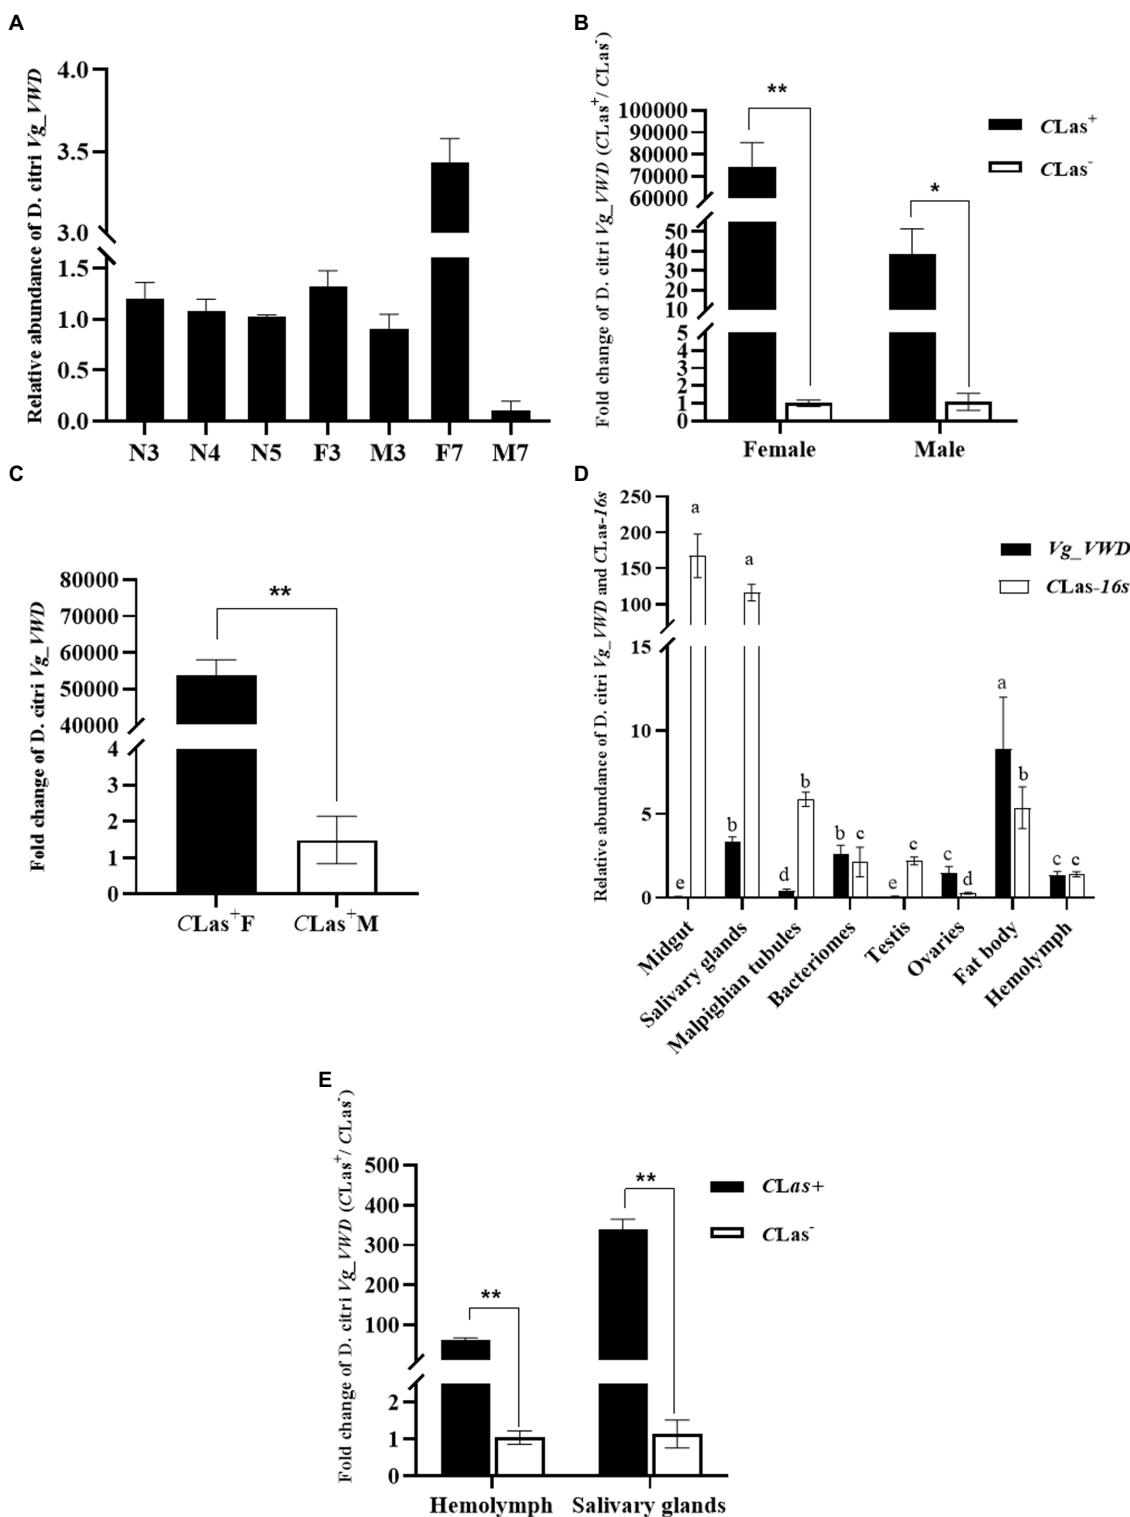 A
Relative abundance of D. citri Vg_VWD
4.0
3.5
3.0
1.5
1.0
0.5
0.0
N3 N4 N5 F3 M3 F7 M7
B
Fold change of D. citri Vg_VWD (CLas+/ CLas-)
100000
90000
80000
70000
60000
50
40
30
20
10
5
4
3
2
1
0
**
*
Female Male
CLas+
CLas-
C
Fold change of D. citri Vg_VWD
80000
70000
60000
50000
40000
4
3
2
1
0
**
CLas+F CLas+M
D
Relative abundance of D. citri Vg_VWD and CLas-16s
250
200
150
100
15
10
5
0
e a b a d b b c e c c d a b c c
Midgut
Salivary glands
Malpighian tubules
Bacteriomes
Testis
Ovaries
Fat body
Hemolymph
Vg_VWD
CLas-16s
E
Fold change of D. citri Vg_VWD (CLas+/ CLas-)
500
400
300
200
100
2
1
0
**
**
Hemolymph Salivary glands
CLas+
CLas-